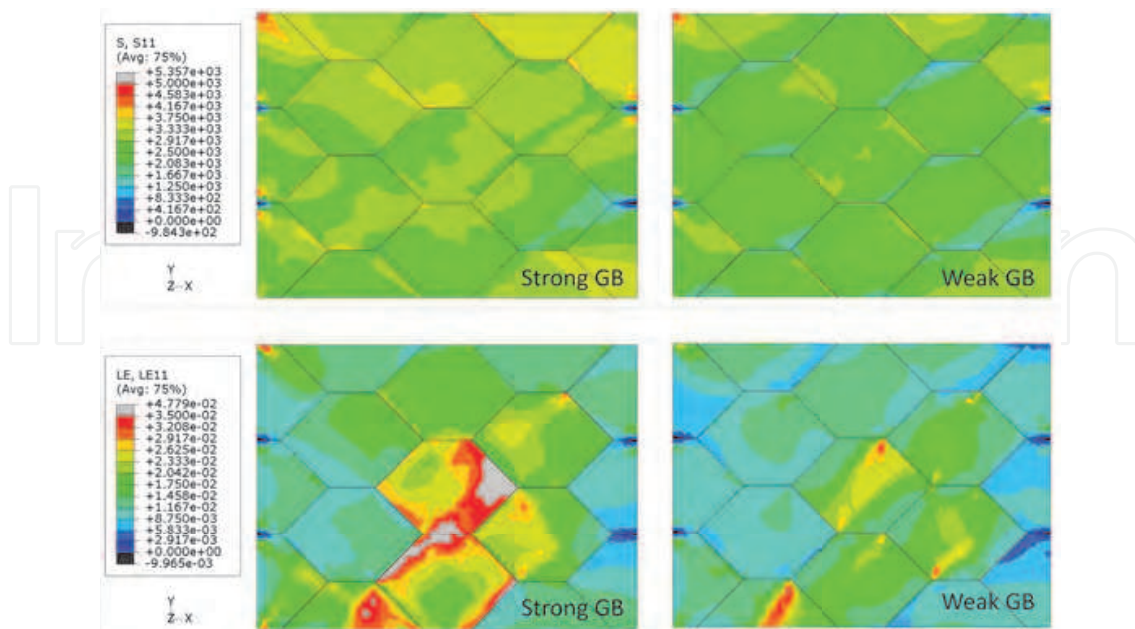 S, S11
(Avg: 75%)
+5.357e+03
+5.000e+03
+4.583e+03
+4.167e+03
+3.750e+03
+3.333e+03
+2.917e+03
+2.500e+03
+2.083e+03
+1.667e+03
+1.250e+03
+8.333e+02
+4.167e+02
+0.000e+00
-9.843e+02
Y
Z X
Strong GB
Weak GB
LE, LE11
(Avg: 75%)
+4.779e-02
+3.500e-02
+3.208e-02
+2.917e-02
+2.625e-02
+2.333e-02
+2.042e-02
+1.750e-02
+1.458e-02
+1.167e-02
+8.750e-03
+5.833e-03
+2.917e-03
+0.000e+00
-9.965e-03
Y
Z X
Strong GB
Weak GB